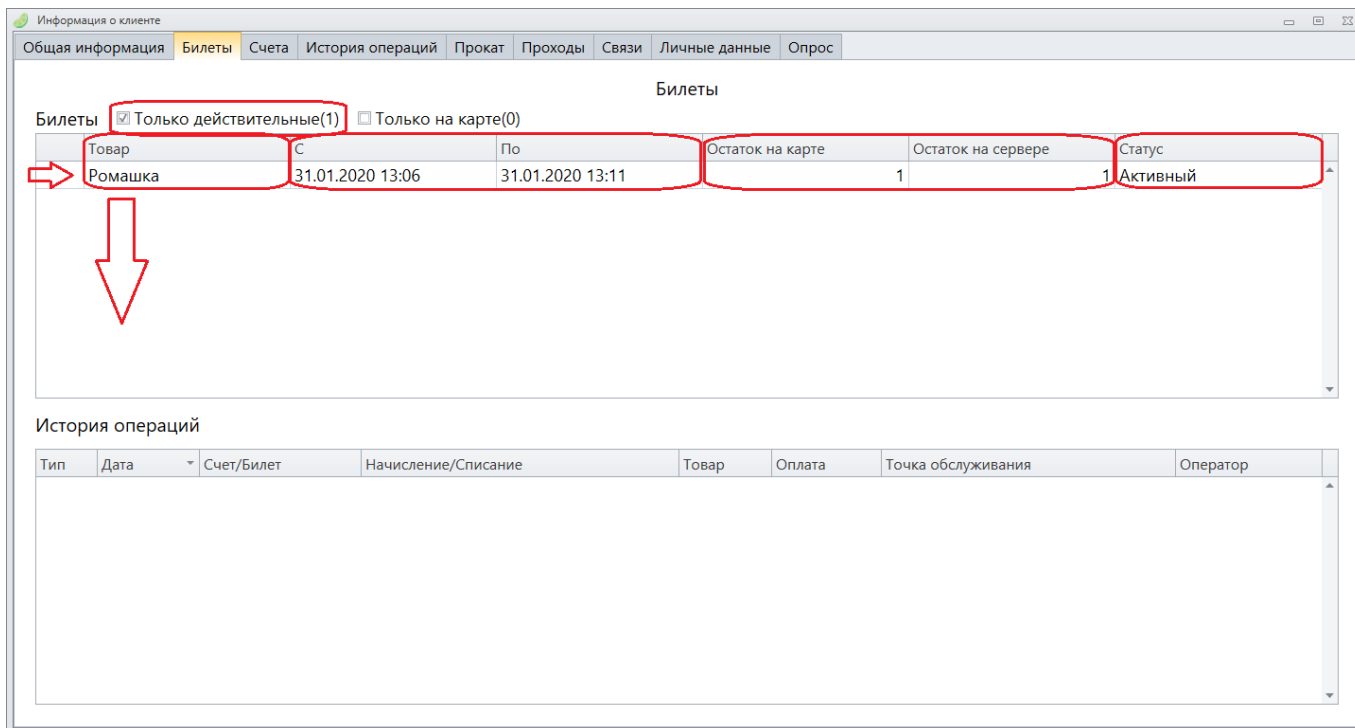 Информация о клиенте
Общая информация Билеты Счета История операций Прокат Проходы Связи Личные данные Опрос
Билеты
Билеты Только действительные(1) Только на карте(0)
Товар С По Остаток на карте Остаток на сервере Статус
Ромашка 31.01.2020 13:06 31.01.2020 13:11 1 1 Активный
История операций
Тип Дата Счет/Билет Начисление/Списание Товар Оплата Точка обслуживания Оператор